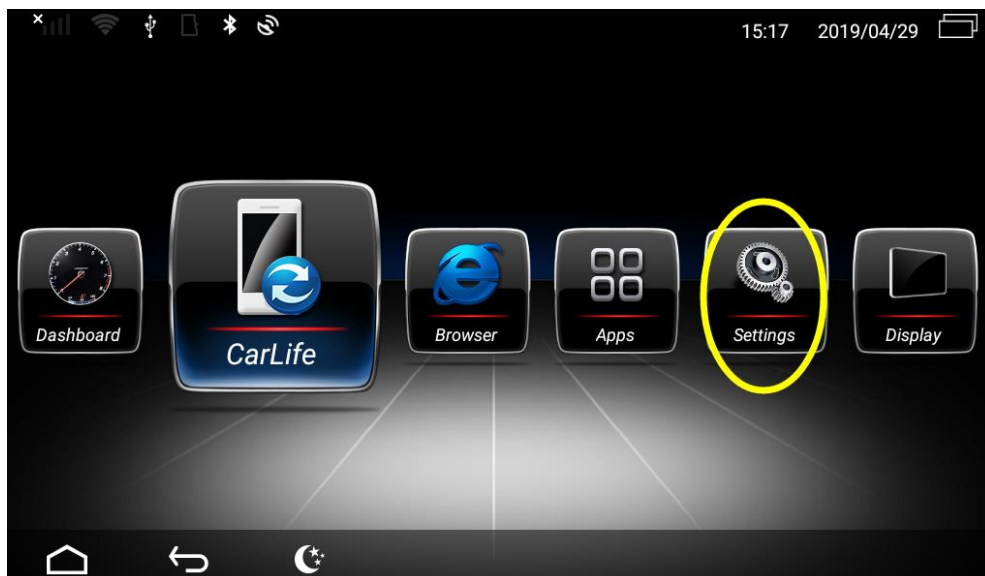 15:17 2019/04/29
Dashboard
CarLife
Browser
Apps
Settings
Display